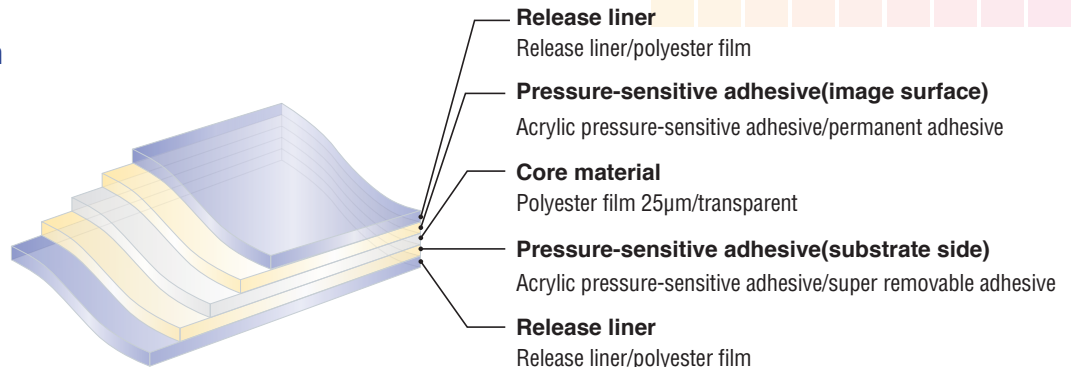 Release liner
Release liner/polyester film
Pressure-sensitive adhesive(image surface)
Acrylic pressure-sensitive adhesive/permanent adhesive
Core material
Polyester film 25μm/transparent
Pressure-sensitive adhesive(substrate side)
Acrylic pressure-sensitive adhesive/super removable adhesive
Release liner
Release liner/polyester film